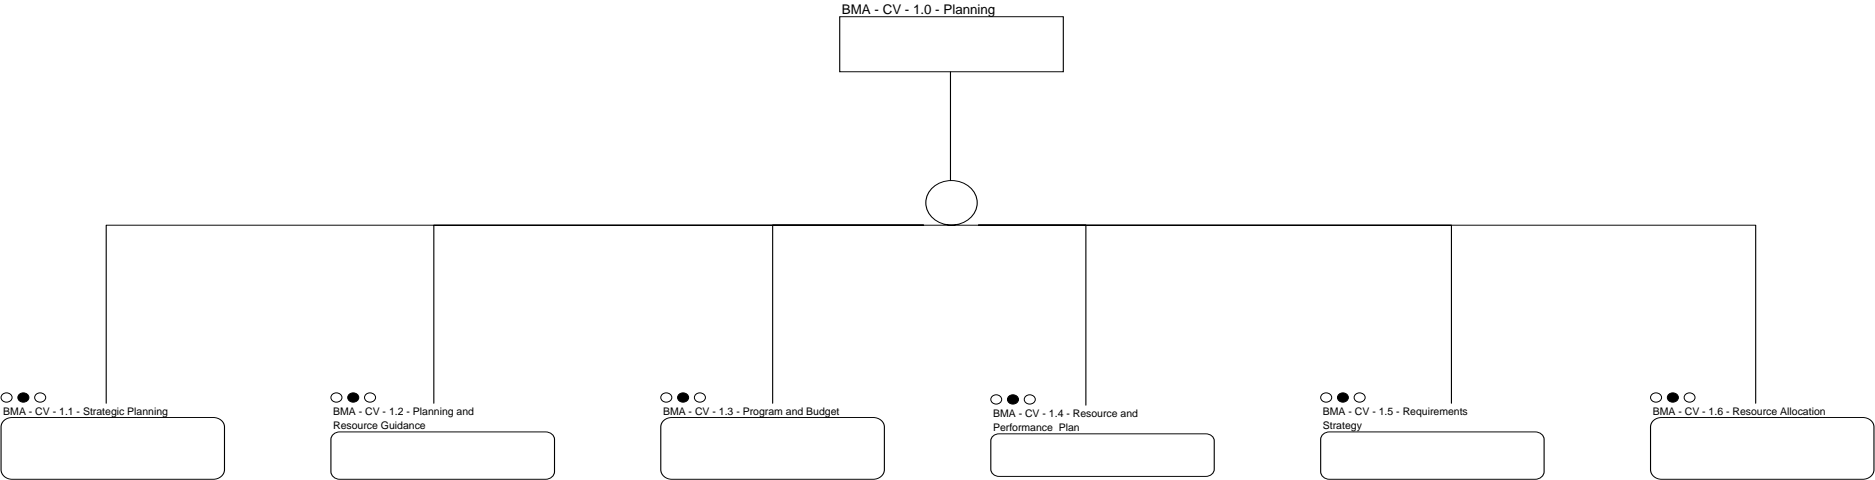 BMA - CV - 1.0 - Planning
BMA - CV - 1.1 - Strategic Planning
BMA - CV - 1.2 - Planning and
Resource Guidance
BMA - CV - 1.3 - Program and Budget
BMA - CV - 1.4 - Resource and
Performance  Plan
BMA - CV - 1.5 - Requirements
Strategy
BMA - CV - 1.6 - Resource Allocation